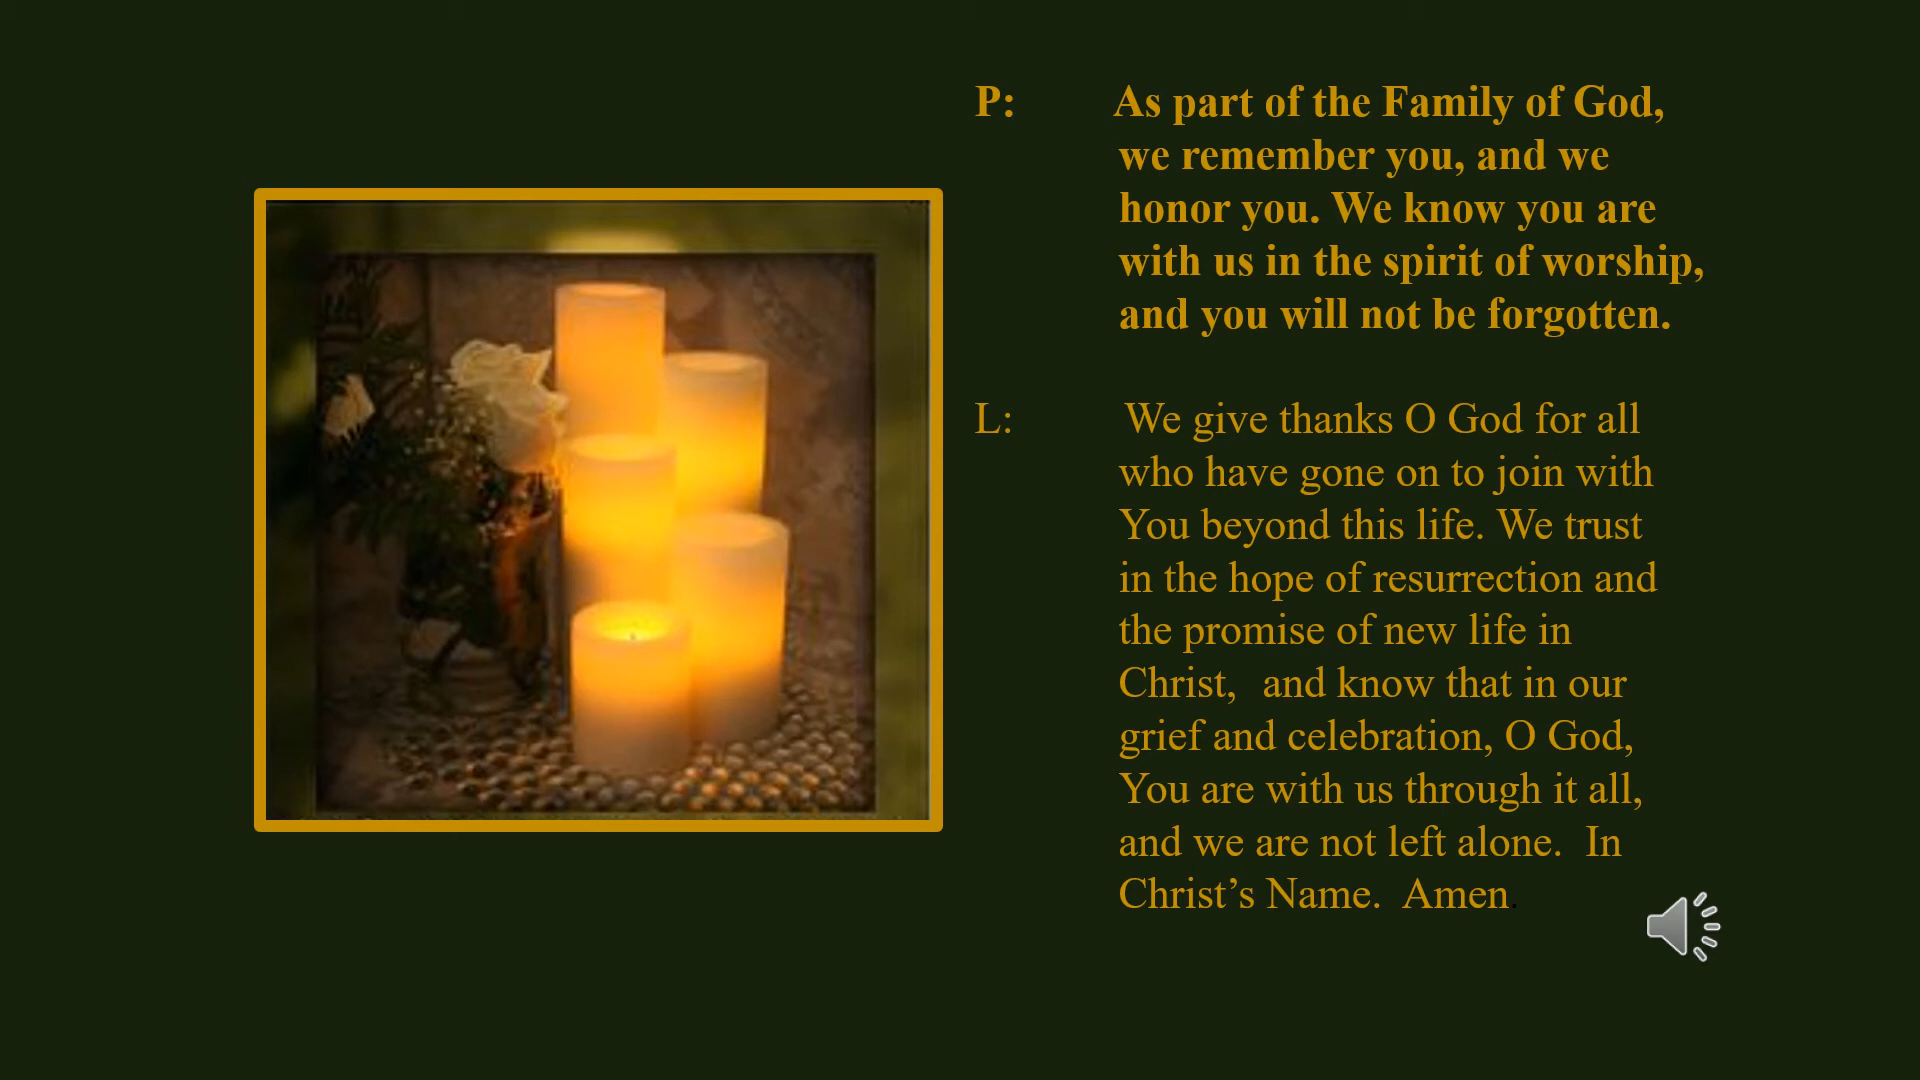 P: As part of the Family of God,
we remember you, and we
honor you. We know you are
with us in the spirit of worship,
and you will not be forgotten.
L: We give thanks O God for all
who have gone on to join with
You beyond this life. We trust
in the hope of resurrection and
the promise of new life in
Christ,  and know that in our
grief and celebration, O God,
You are with us through it all,
and we are not left alone.  In
Christ’s Name.  Amen.